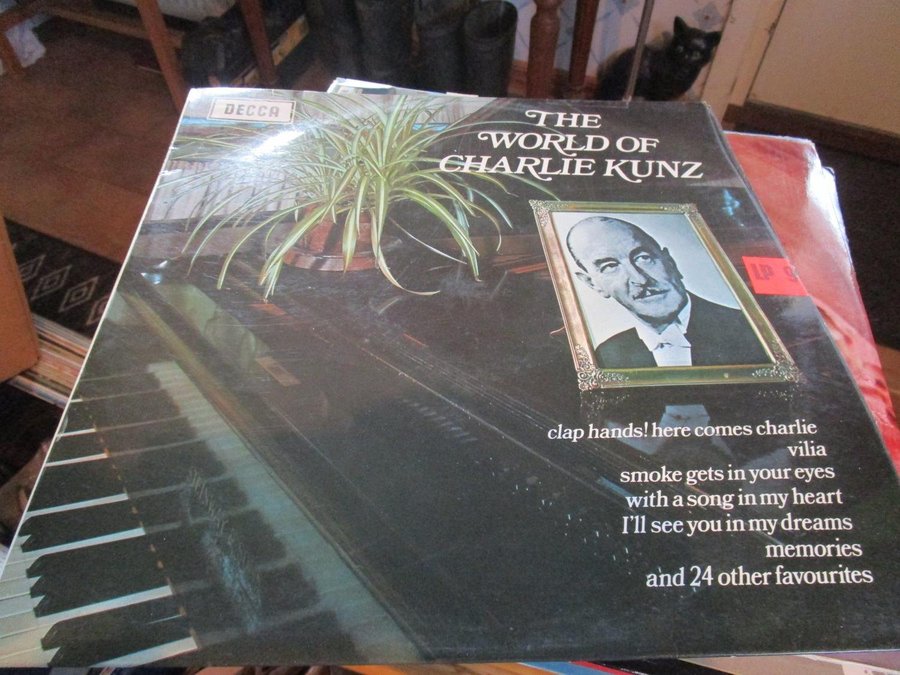 DECCA
THE
WORLD OF
CHARLIE KUNZ
LP
clap hands! here comes charlie
vilia
smoke gets in your eyes
with a song in my heart
I'll see you in my dreams
memories
and 24 other favourites